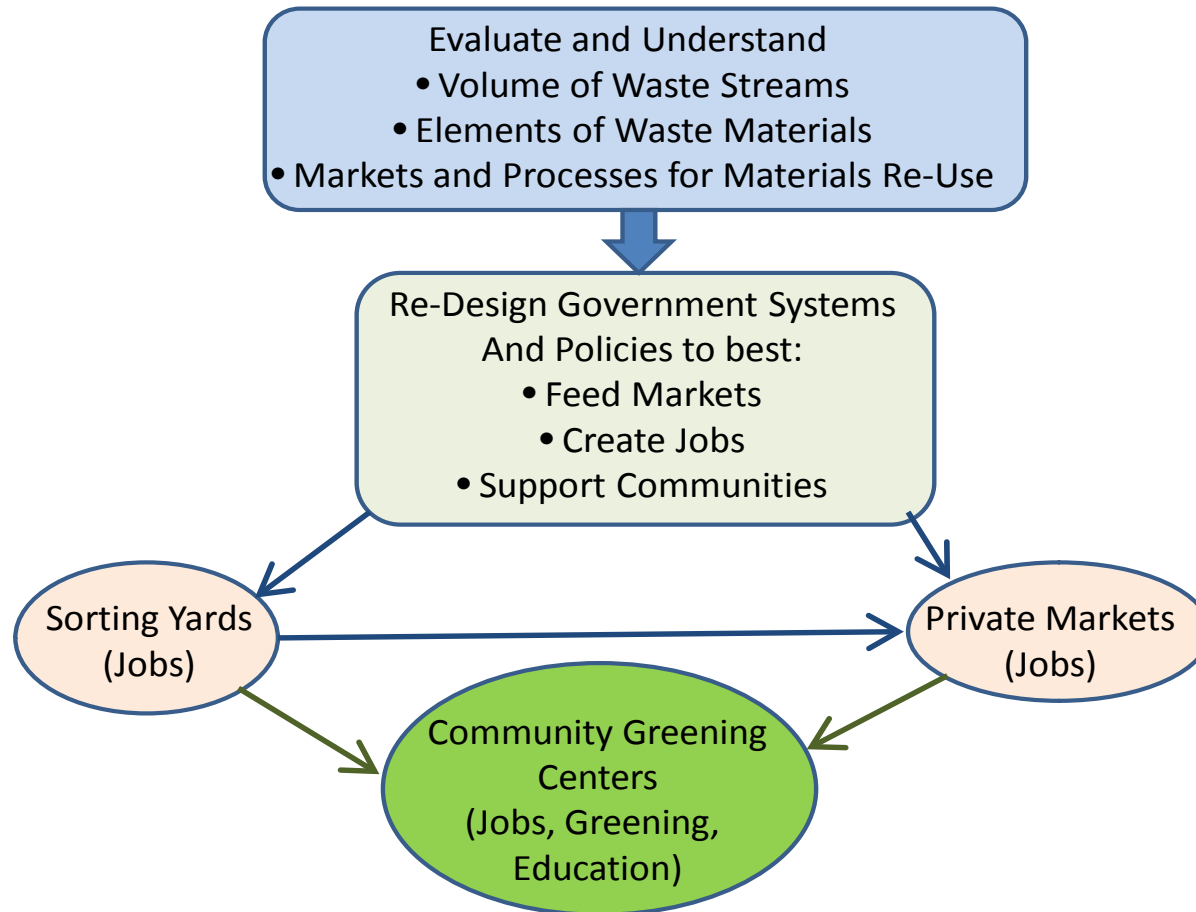 Evaluate and Understand
• Volume of Waste Streams
• Elements of Waste Materials
• Markets and Processes for Materials Re-Use
Re-Design Government Systems
And Policies to best:
• Feed Markets
• Create Jobs
• Support Communities
Sorting Yards
(Jobs)
Private Markets
(Jobs)
Community Greening
Centers
(Jobs, Greening,
Education)